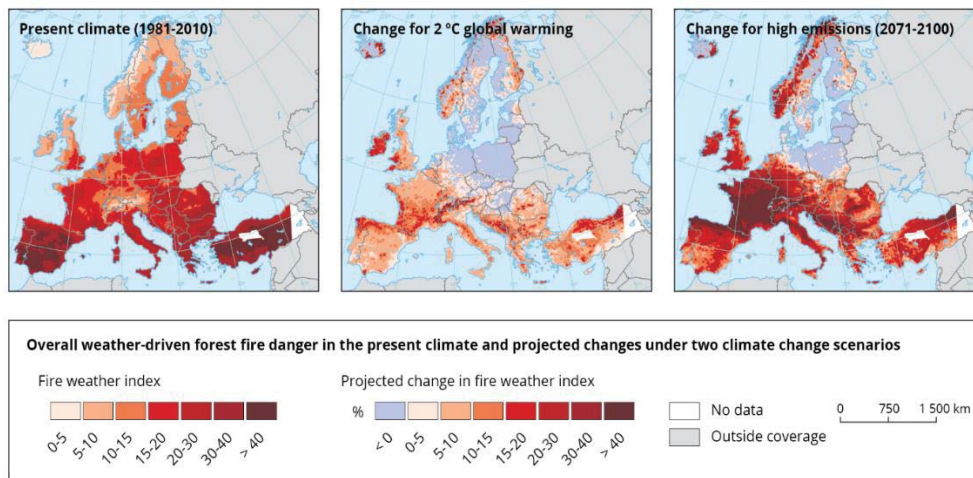 Present climate (1981-2010)
Change for 2 °C global warming
Change for high emissions (2071-2100)
Overall weather-driven forest fire danger in the present climate and projected changes under two climate change scenarios
Fire weather index
0-5 5-10 10-15 15-20 20-30 30-40 > 40
Projected change in fire weather index
%
< 0 0-5 5-10 10-15 15-20 20-30 30-40 > 40
No data
Outside coverage
0 750 1 500 km